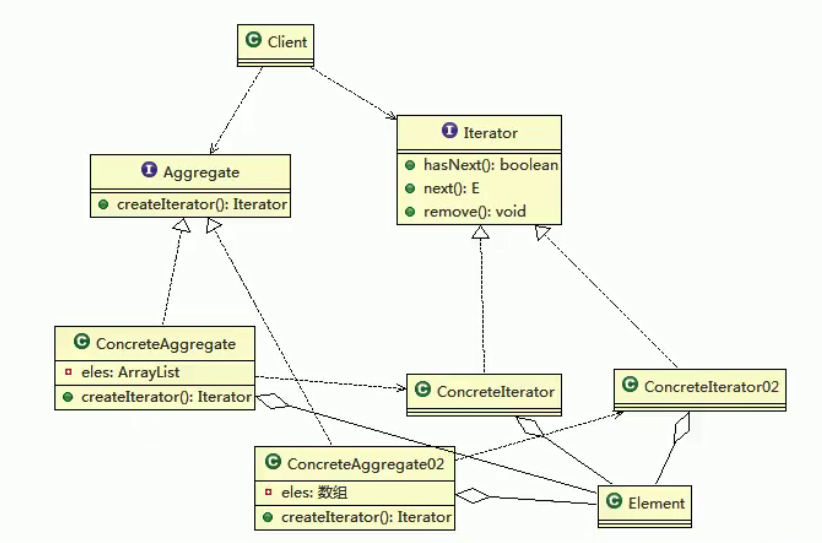 Client
Iterator
hasNext(): boolean
next(): E
remove(): void
Aggregate
createIterator(): Iterator
ConcreteAggregate
eles: ArrayList
createIterator(): Iterator
ConcreteIterator
ConcreteIterator02
ConcreteAggregate02
eles: 数组
createIterator(): Iterator
Element